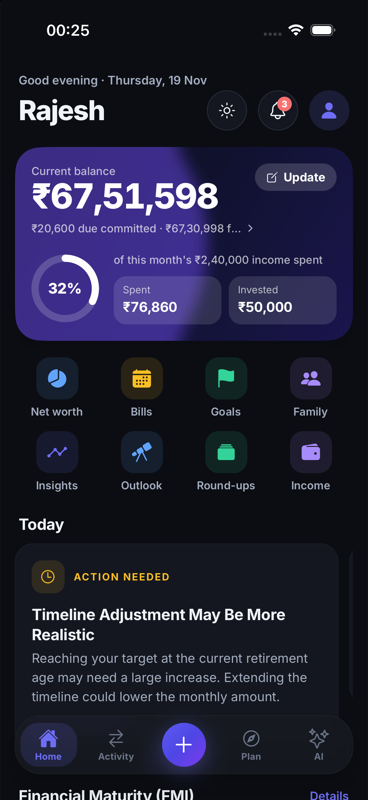 00:25
Good evening · Thursday, 19 Nov
Rajesh
3
Current balance
₹67,51,598
Update
₹20,600 due committed · ₹67,30,998 f...
of this month's ₹2,40,000 income spent
32%
Spent
₹76,860
Invested
₹50,000
Net worth
Bills
Goals
Family
Insights
Outlook
Round-ups
Income
Today
ACTION NEEDED
Timeline Adjustment May Be More
Realistic
Reaching your target at the current retirement
age may need a large increase. Extending the
timeline could lower the monthly amount.
Home
Activity
Plan
AI
Financial Maturity (FMI)
Details